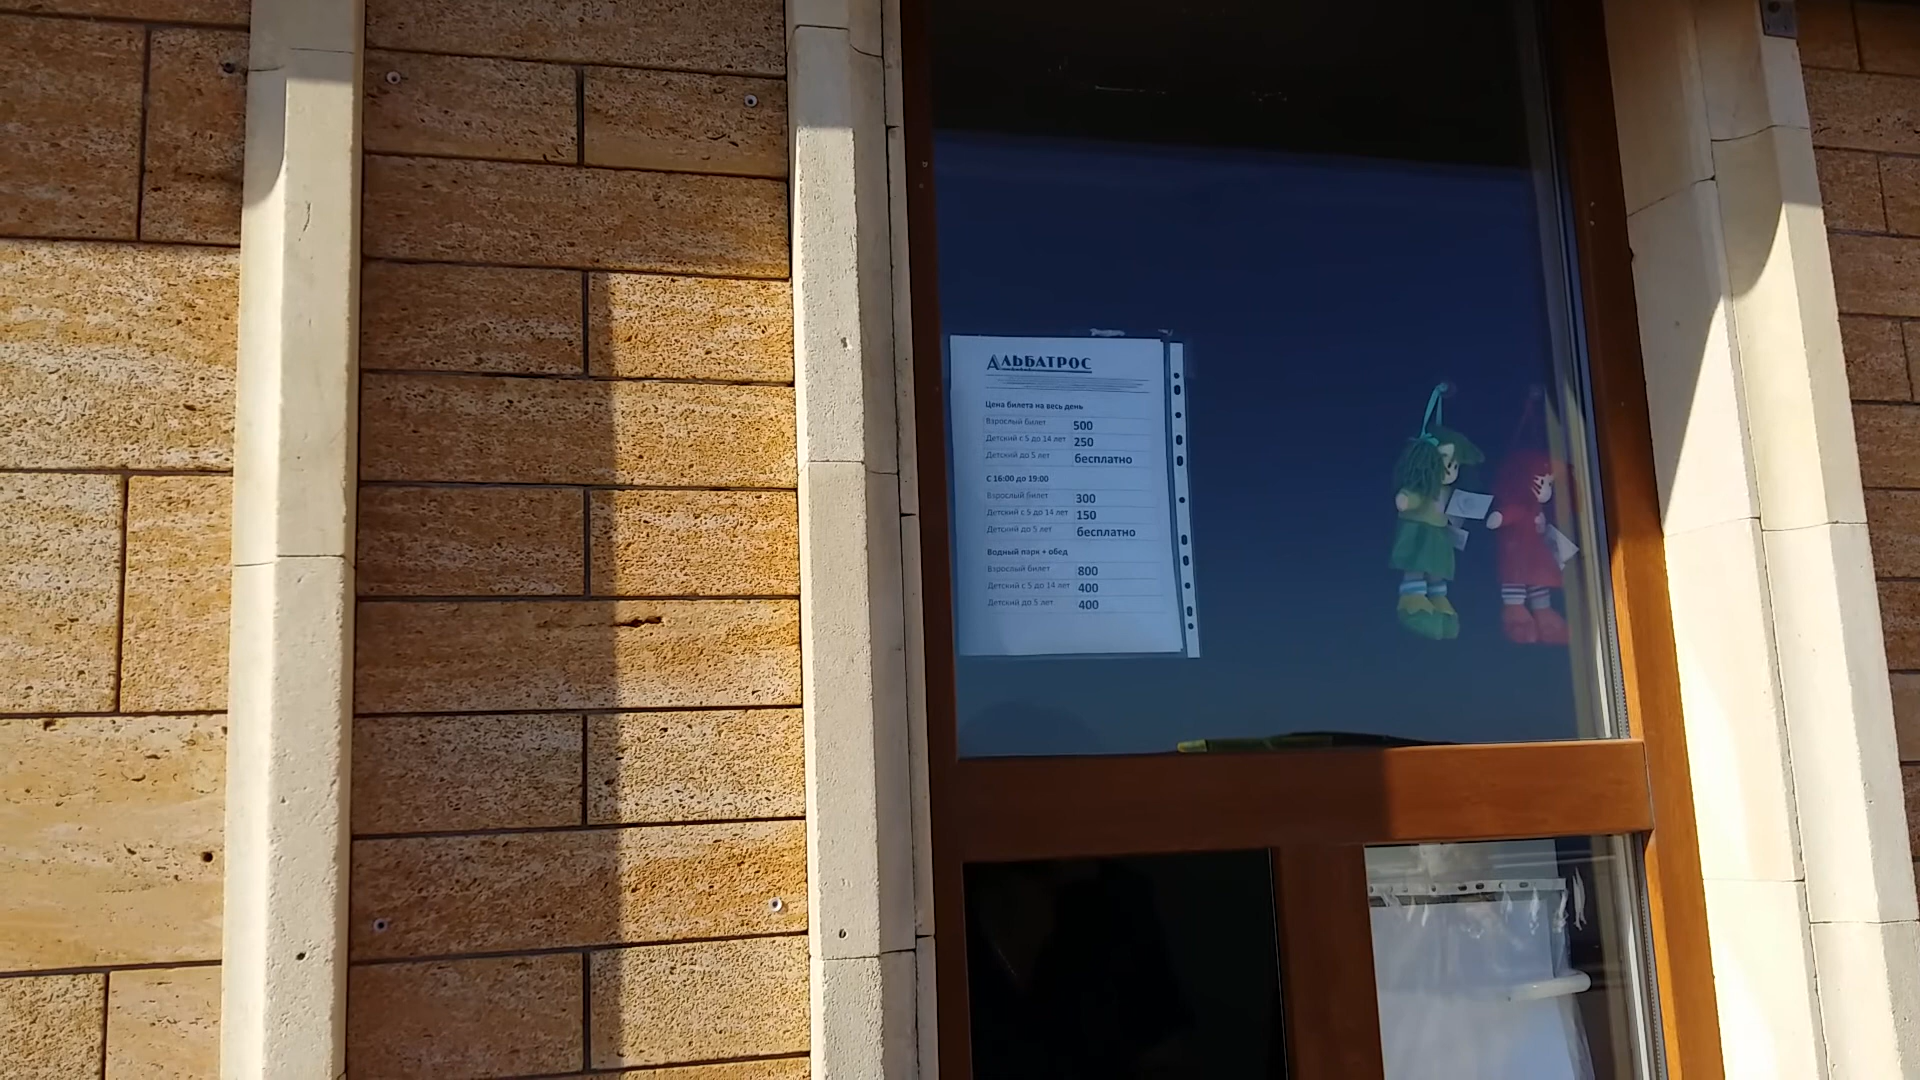 АЛЬБАТРОС
Цена билета на весь день
Взрослый билет 500
Детский с 5 до 14 лет 250
Детский до 5 лет бесплатно
С 16:00 до 19:00
Взрослый билет 300
Детский с 5 до 14 лет 150
Детский до 5 лет бесплатно
Водный парк + обед
Взрослый билет 800
Детский с 5 до 14 лет 400
Детский до 5 лет 400